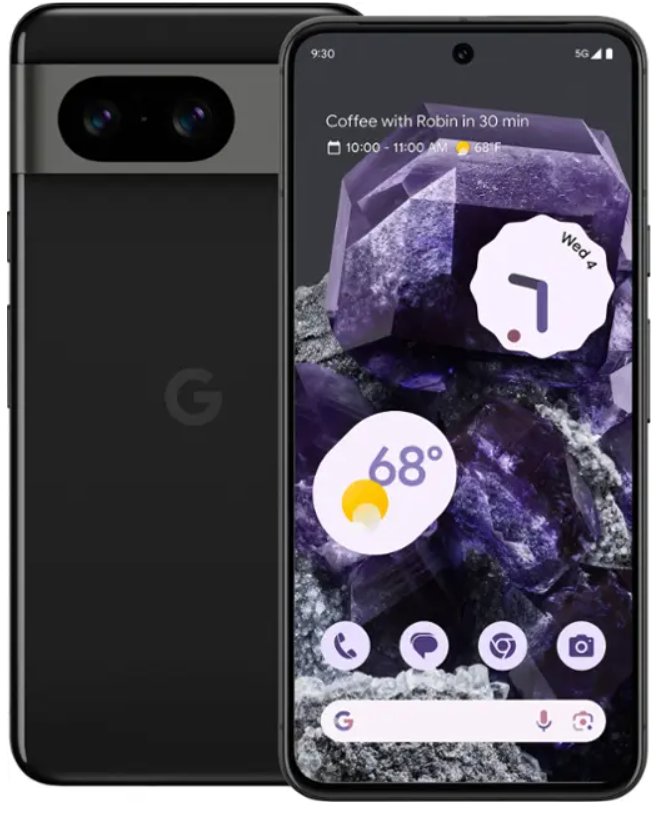 9:30
5G
Coffee with Robin in 30 min
10:00 - 11:00 AM 68°F
Wed 4
68°
G
G